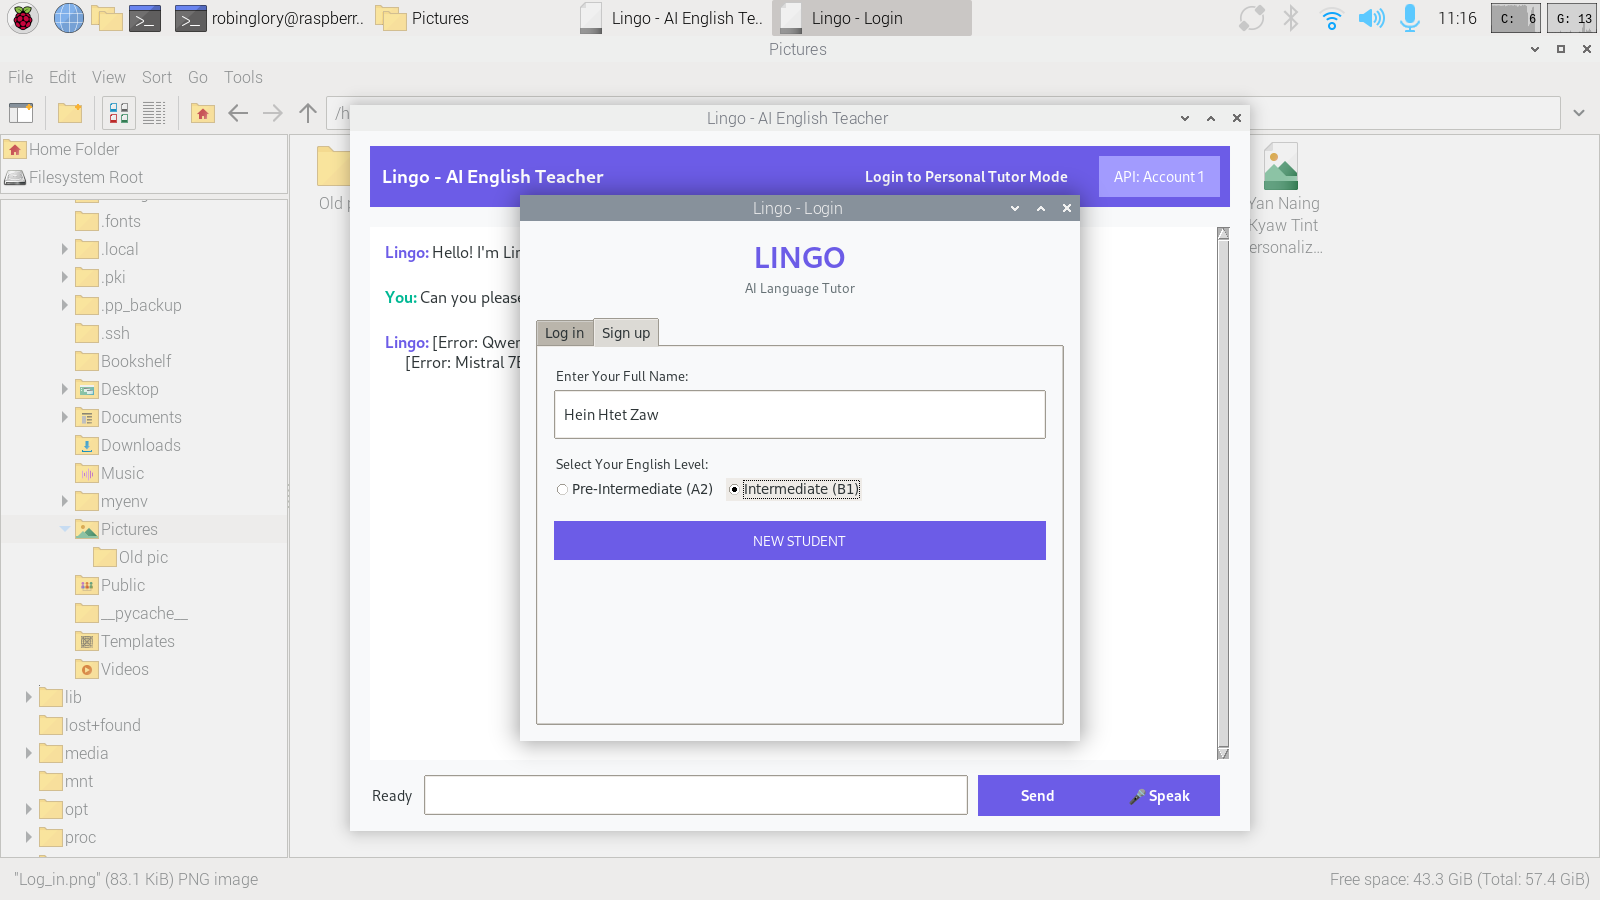 robinglory@raspberr..
Pictures
Lingo - AI English Te..
Lingo - Login
11:16
C: 6
G: 13
Pictures
File Edit View Sort Go Tools
/h
Home Folder
Filesystem Root
.fonts
.local
.pki
.pp_backup
.ssh
Bookshelf
Desktop
Documents
Downloads
Music
myenv
Pictures
Old pic
Public
__pycache__
Templates
Videos
lib
lost+found
media
mnt
opt
proc
Old p
Yan Naing
Kyaw Tint
ersonaliz...
Lingo - AI English Teacher
Lingo - AI English Teacher
Login to Personal Tutor Mode
API: Account 1
Lingo: Hello! I'm Lin
You: Can you please
Lingo: [Error: Qwen
[Error: Mistral 7B
Lingo - Login
LINGO
AI Language Tutor
Log in
Sign up
Enter Your Full Name:
Hein Htet Zaw
Select Your English Level:
Pre-Intermediate (A2)
Intermediate (B1)
NEW STUDENT
Ready
Send
Speak
"Log_in.png" (83.1 KiB) PNG image
Free space: 43.3 GiB (Total: 57.4 GiB)